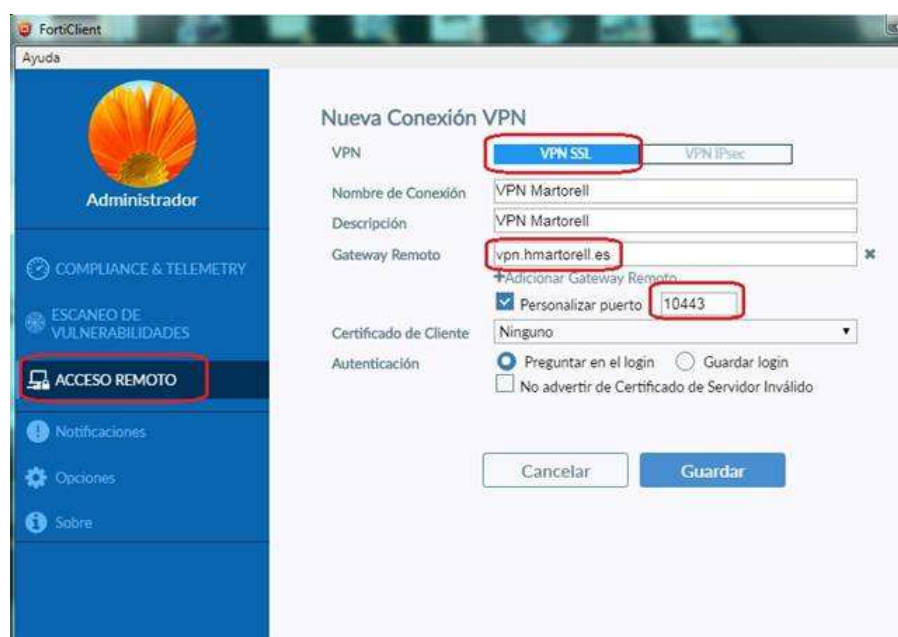 FortiClient
Ayuda
Administrador
COMPLIANCE & TELEMETRY
ESCANEO DE
VULNERABILIDADES
ACCESO REMOTO
Notificaciones
Opciones
Sobre
Nueva Conexión VPN
VPN VPN SSL VPN IPsec
Nombre de Conexión VPN Martorell
Descripción VPN Martorell
Gateway Remoto vpn.hmartorell.es
+Adicionar Gateway Remoto
Personalizar puerto 10443
Certificado de Cliente Ninguno
Autenticación Preguntar en el login Guardar login
No advertir de Certificado de Servidor Inválido
Cancelar Guardar